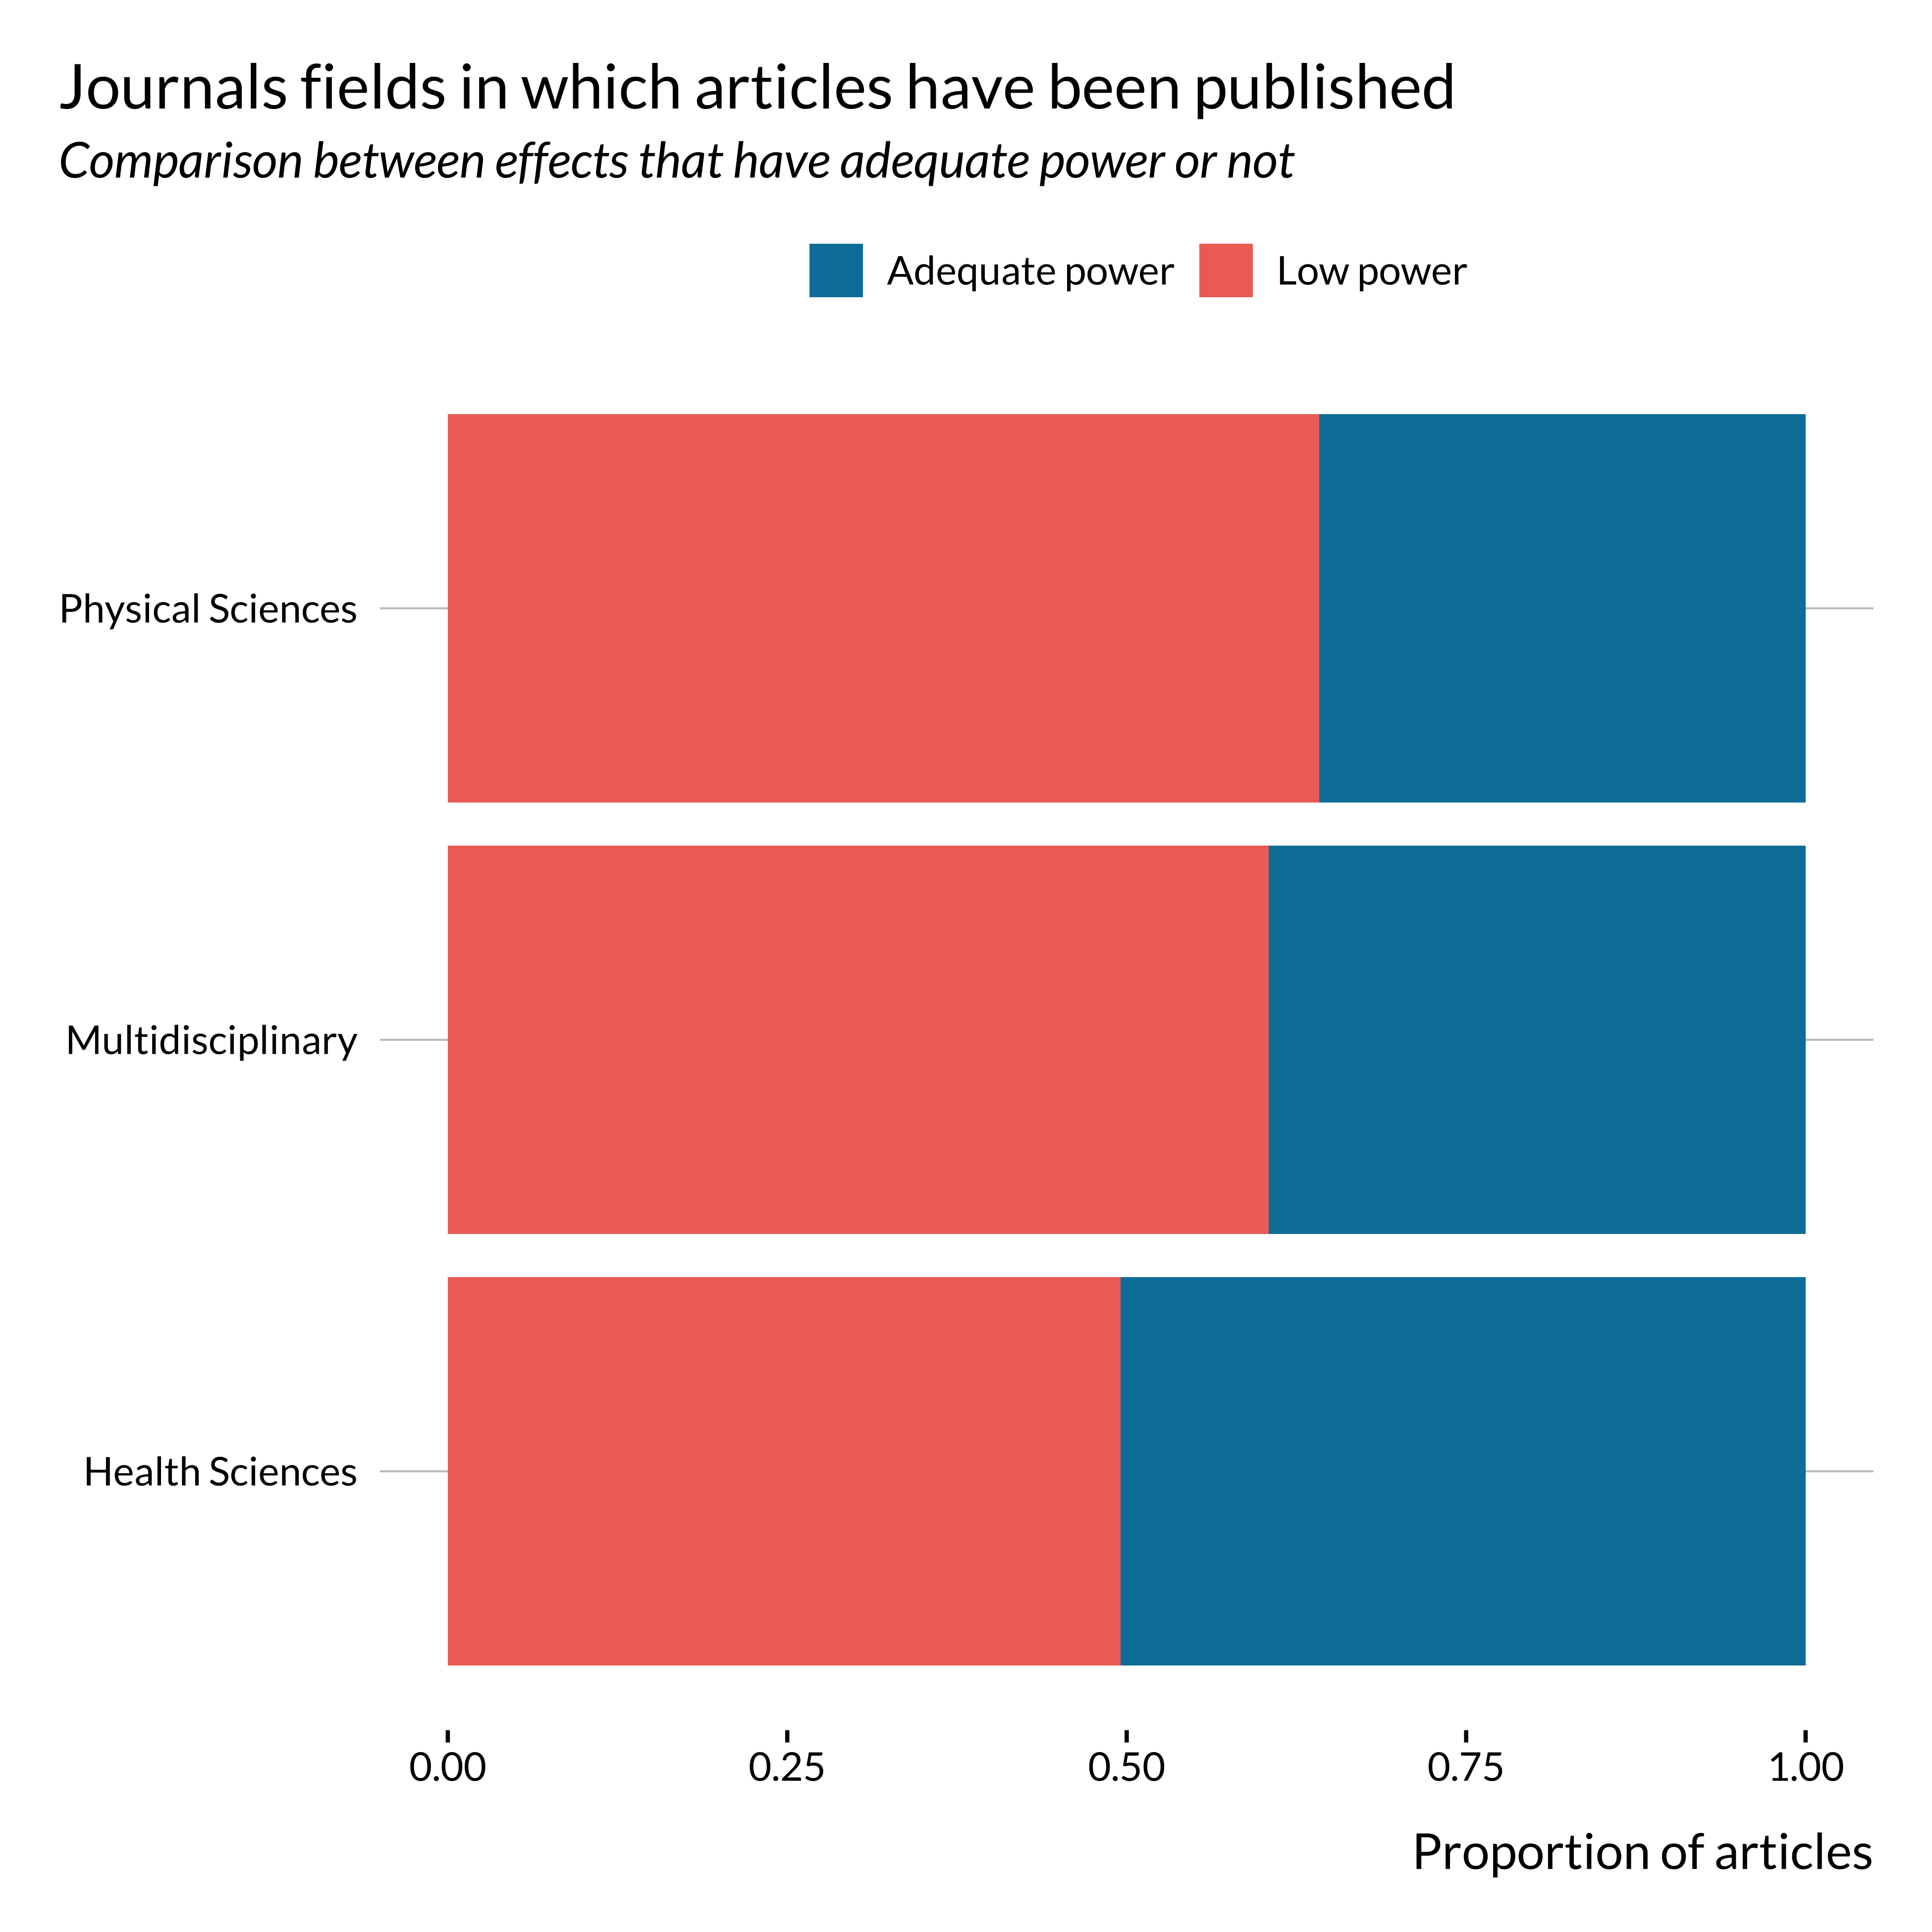 Journals fields in which articles have been published
Comparison between effects that have adequate power or not
Adequate power Low power
Physical Sciences
Multidisciplinary
Health Sciences
0.00 0.25 0.50 0.75 1.00
Proportion of articles